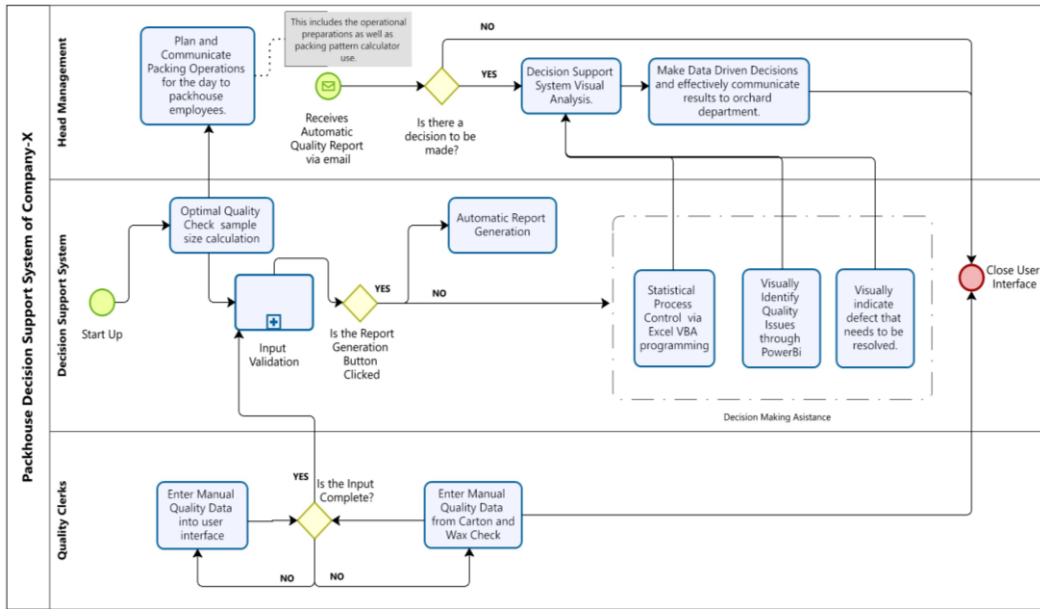 Packhouse Decision Support System of Company-X
Head Management
Plan and
Communicate
Packing Operations
for the day to
packhouse
employees.
This includes the operational
preparations as well as
packing pattern calculator
use.
Receives
Automatic
Quality Report
via email
NO
YES
Is there a
decision to be
made?
Decision Support
System Visual
Analysis.
Make Data Driven Decisions
and effectively communicate
results to orchard
department.
Decision Support System
Start Up
Optimal Quality
Check sample
size calculation
Input
Validation
YES
NO
Is the Report
Generation
Button
Clicked
Automatic Report
Generation
Statistical
Process
Control via
Excel VBA
programming
Visually
Identify
Quality
Issues
through
PowerBi
Visually
indicate
defect that
needs to be
resolved.
Decision Making Asistance
Close User
Interface
Quality Clerks
Enter Manual
Quality Data
into user
interface
YES
Is the Input
Complete?
NO
NO
Enter Manual
Quality Data
from Carton and
Wax Check